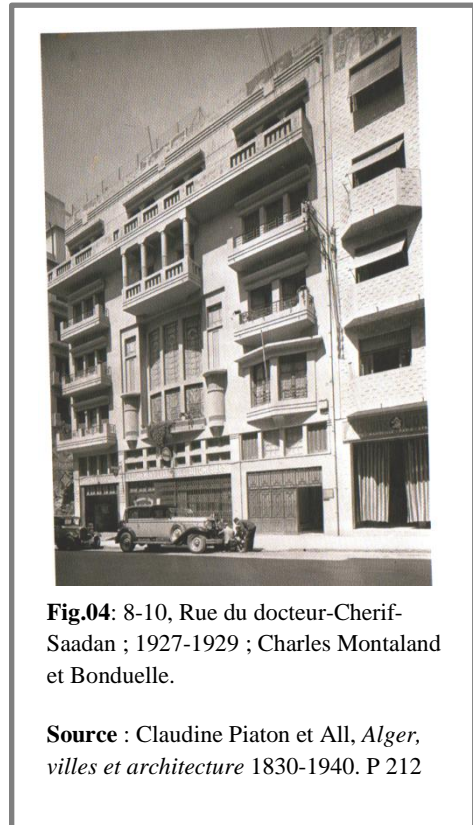 Fig.04: 8-10, Rue du docteur-Cherif-
Saadan ; 1927-1929 ; Charles Montaland
et Bonduelle.
Source : Claudine Piaton et All, Alger,
villes et architecture 1830-1940. P 212